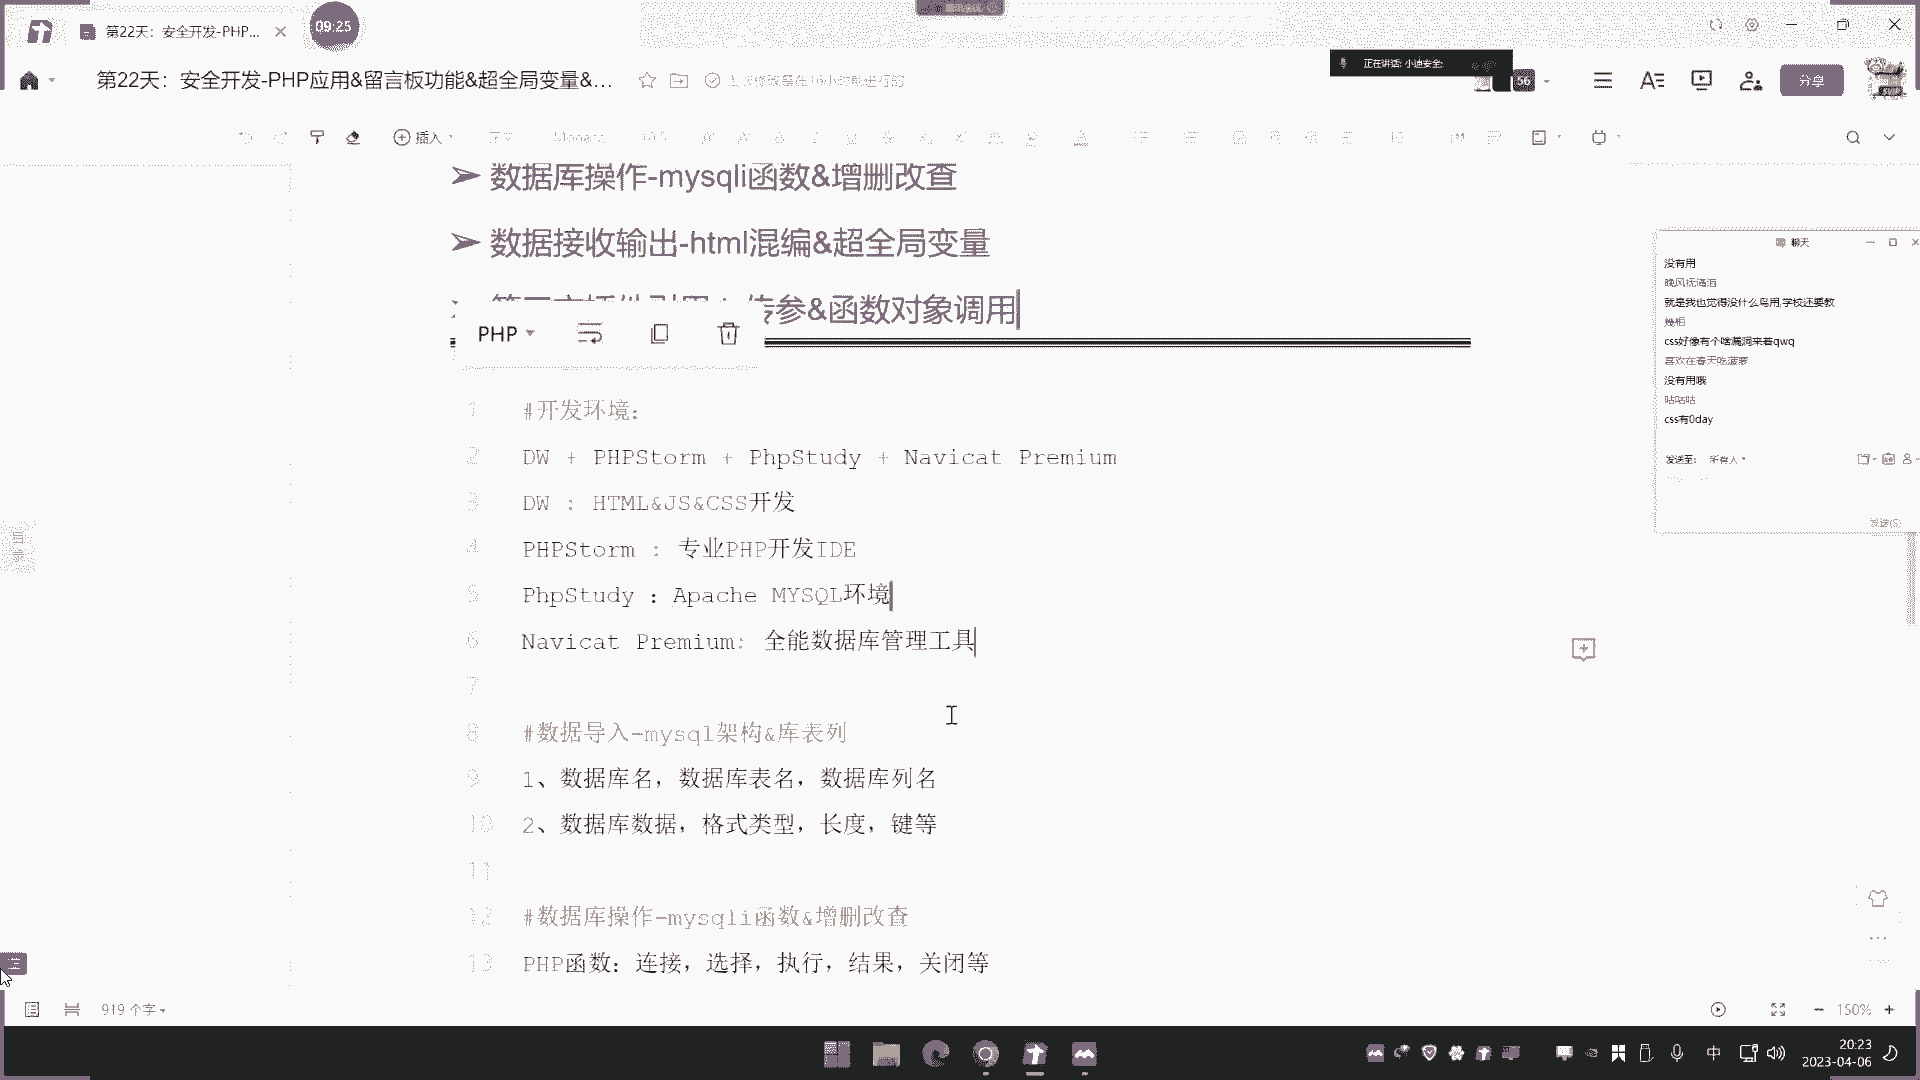 第22天：安全开发-PHP...
09:25
第22天：安全开发-PHP应用&留言板功能&超全局变量&...
正在讲话: 小迪安全;
56
分享
插入
➢ 数据库操作-mysqli函数&增删改查
➢ 数据接收输出-html混编&超全局变量
传参&函数对象调用
PHP
1 #开发环境：
2 DW + PHPStorm + PhpStudy + Navicat Premium
3 DW : HTML&JS&CSS开发
4 PHPStorm : 专业PHP开发IDE
5 PhpStudy ：Apache MYSQL环境
6 Navicat Premium: 全能数据库管理工具
7
8 #数据导入-mysql架构&库表列
9 1、数据库名，数据库表名，数据库列名
10 2、数据库数据，格式类型，长度，键等
11
12 #数据库操作-mysqli函数&增删改查
13 PHP函数：连接，选择，执行，结果，关闭等
聊天
没有用
晚风抚酒泪
就是我也觉得没什么鸟用,学校还要教
幾相
css好像有个啥漏洞来着qwq
喜欢在春天吃菠萝
没有用哦
咕咕咕
css有0day
发送至: 所有人
发送(S)
目录
919 个字
150%
中
20:23
2023-04-06